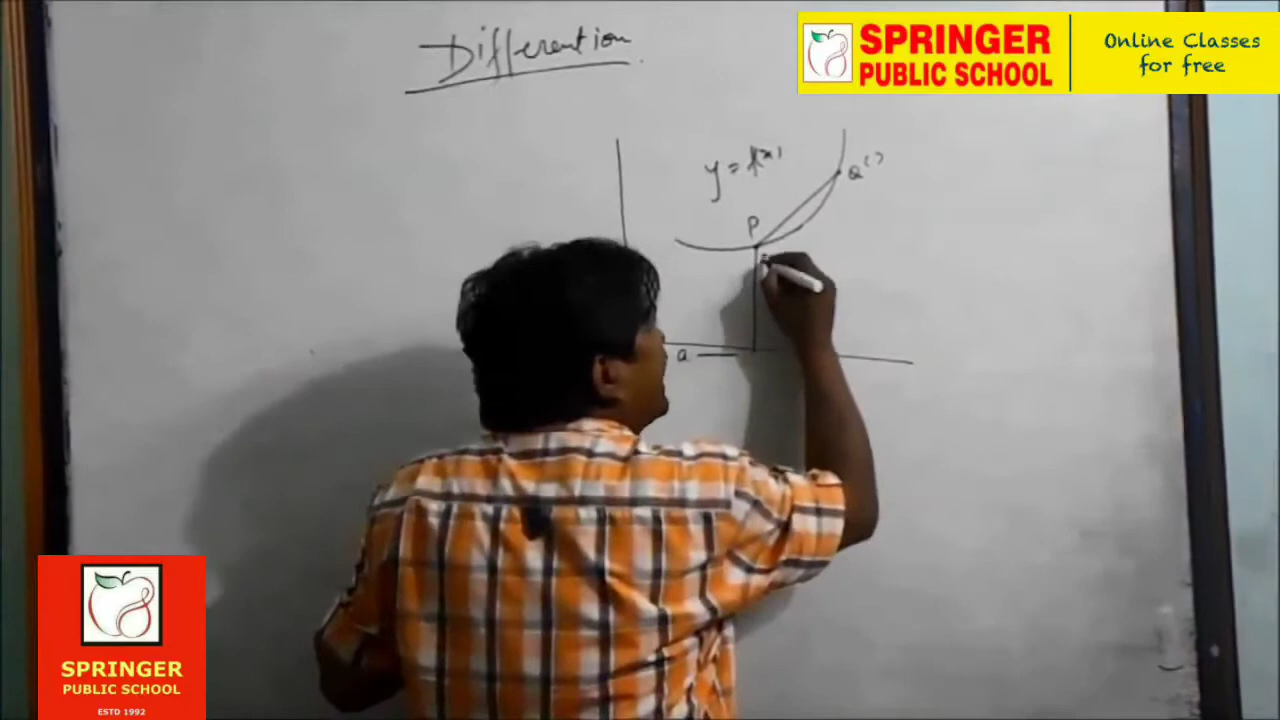 Differention
SPRINGER
PUBLIC SCHOOL
Online Classes
for free
y = f(x)
Q ( )
P
a
SPRINGER
PUBLIC SCHOOL
ESTD 1992